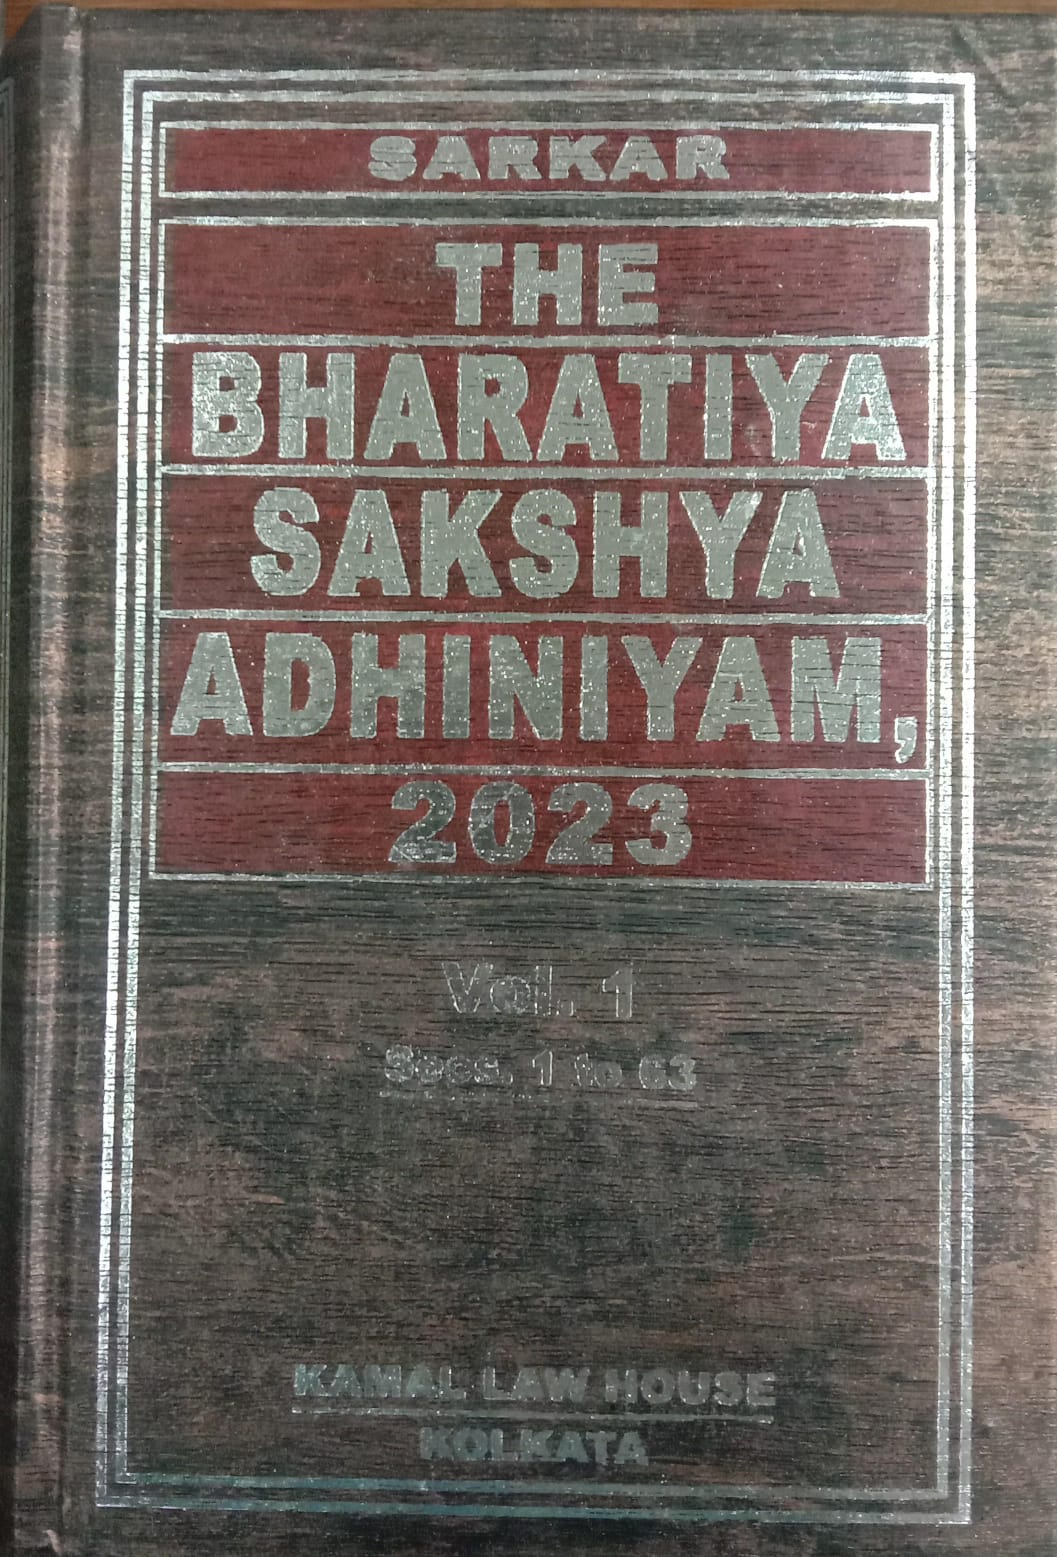 SARKAR
THE
BHARATIYA
SAKSHYA
ADHINIYAM,
2023
Vol. 1
Secs. 1 to 63
KAMAL LAW HOUSE
KOLKATA